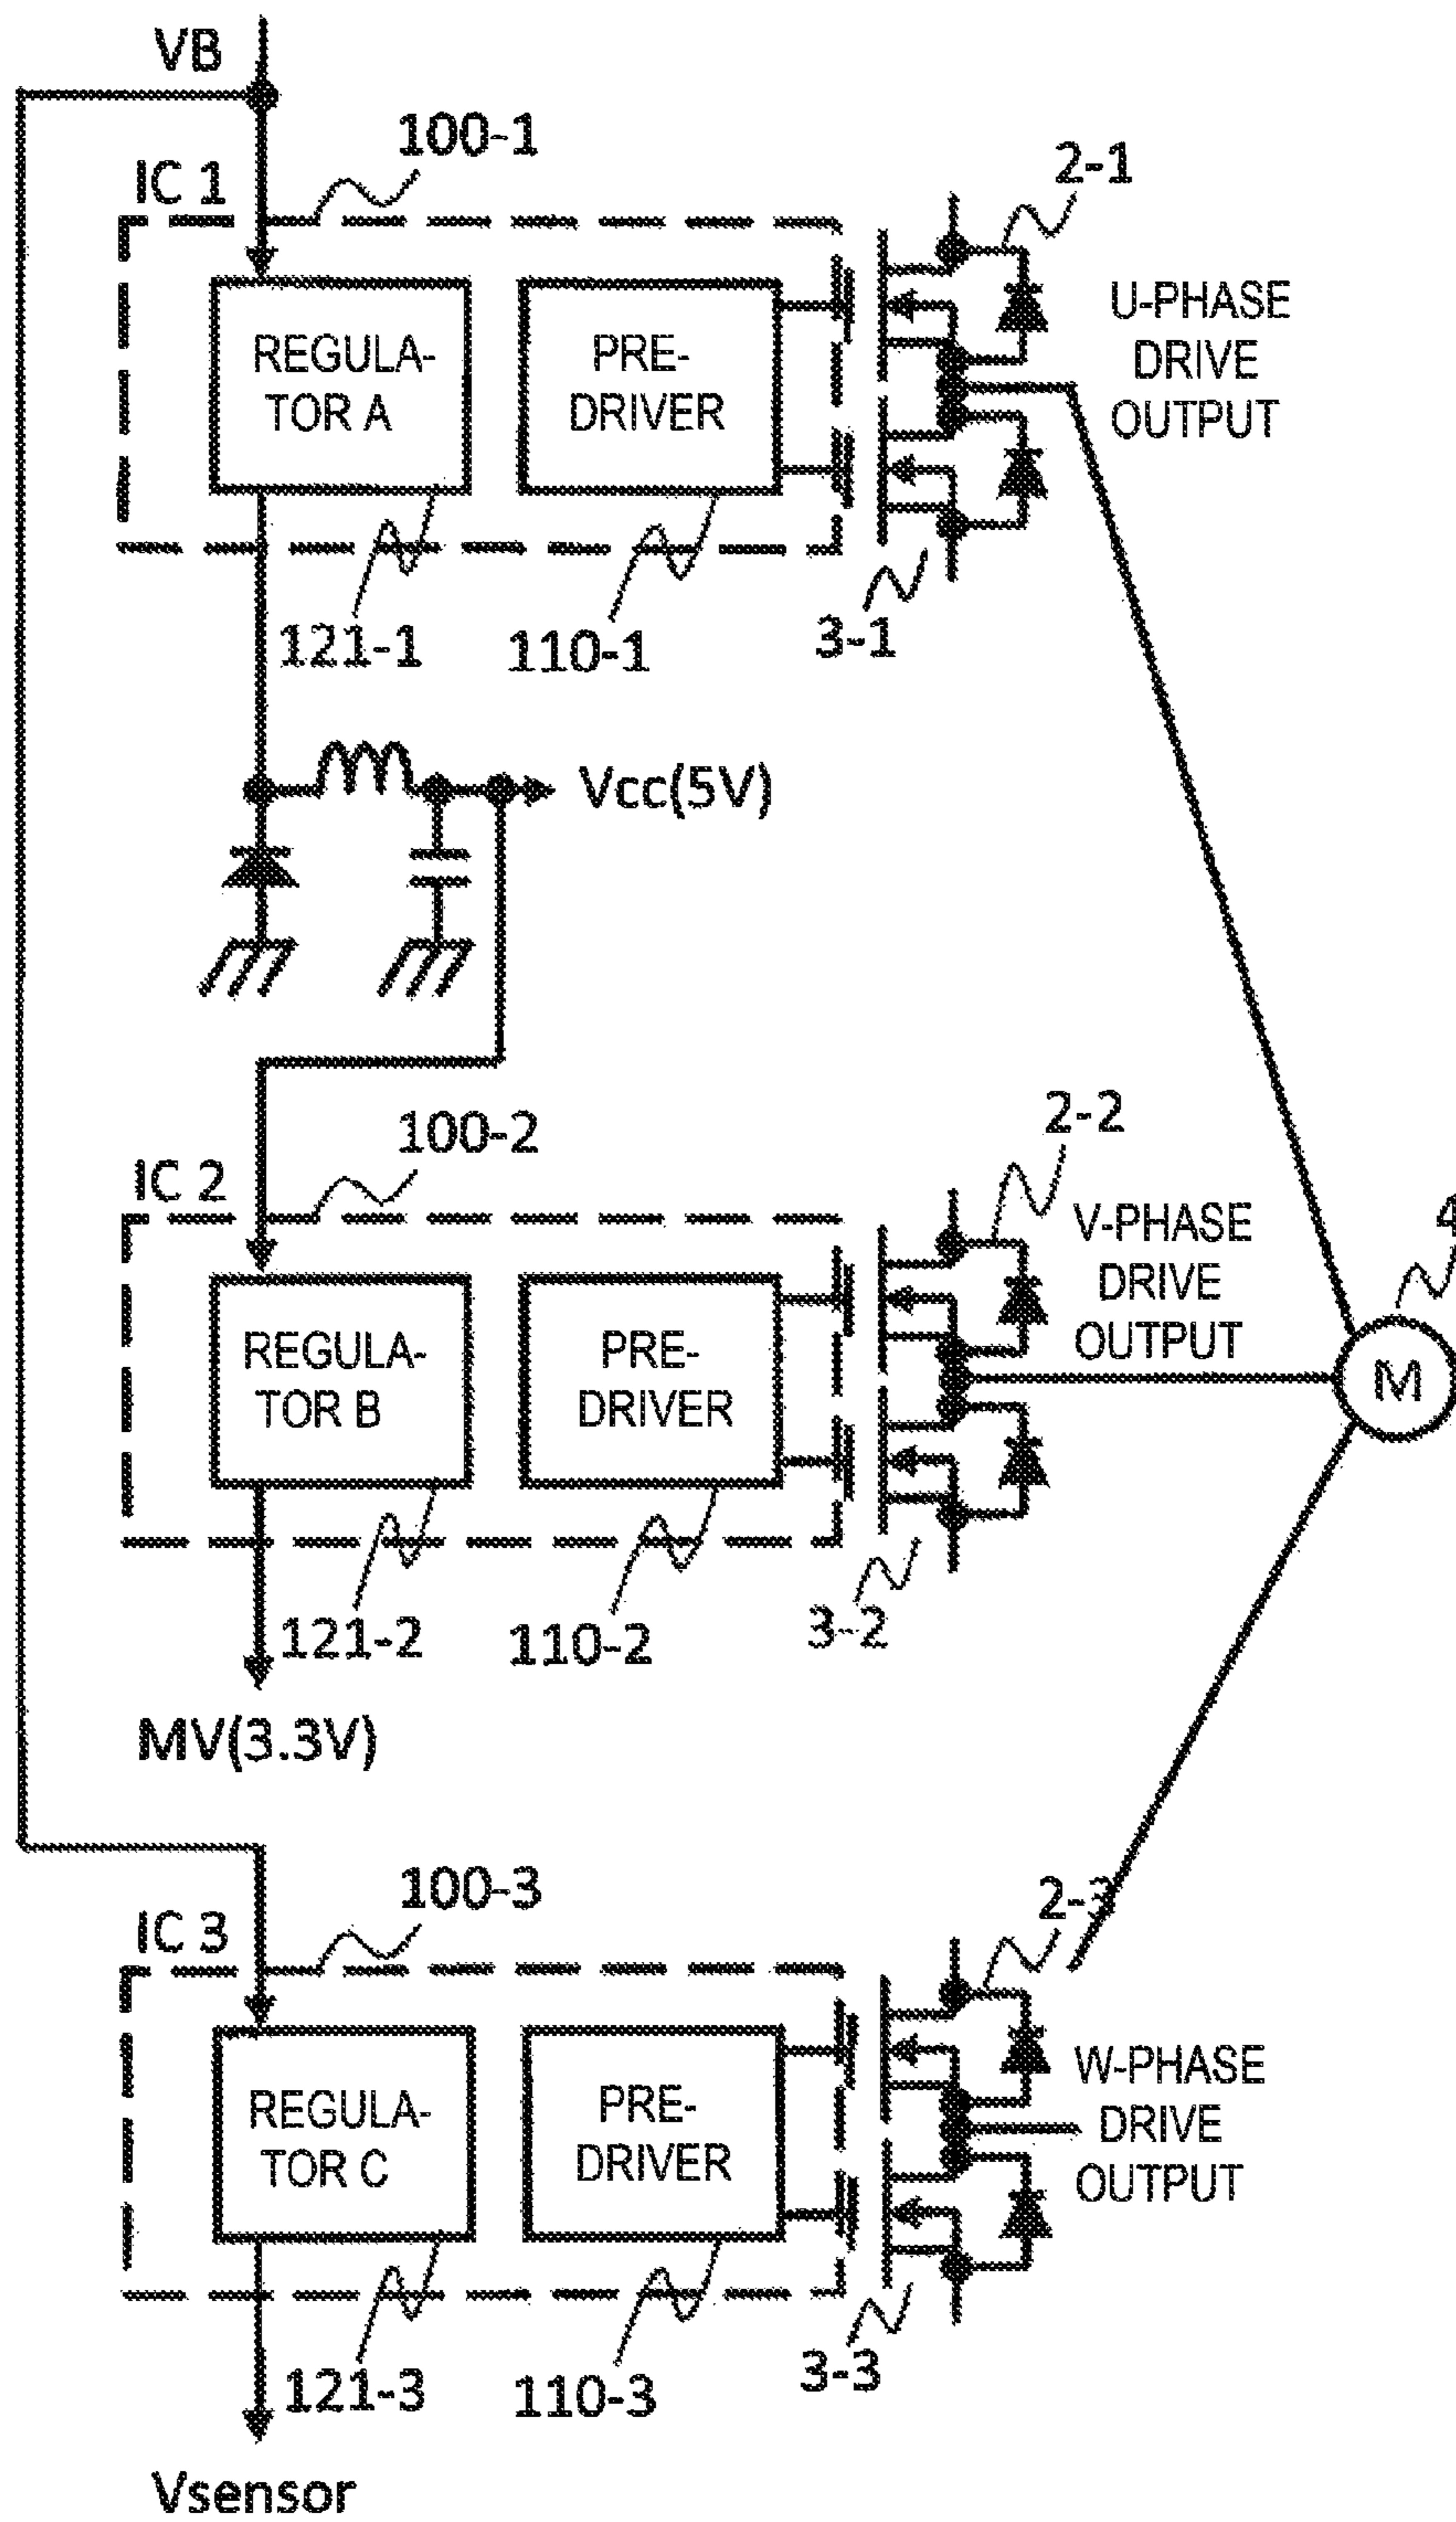 VB
100-1
IC 1
2-1
REGULA-
TOR A
PRE-
DRIVER
U-PHASE
DRIVE
OUTPUT
121-1
110-1
3-1
Vcc(5V)
100-2
IC 2
2-2
V-PHASE
DRIVE
OUTPUT
4
REGULA-
TOR B
PRE-
DRIVER
M
121-2
110-2
3-2
MV(3.3V)
100-3
IC 3
2-3
REGULA-
TOR C
PRE-
DRIVER
W-PHASE
DRIVE
OUTPUT
121-3
110-3
3-3
Vsensor